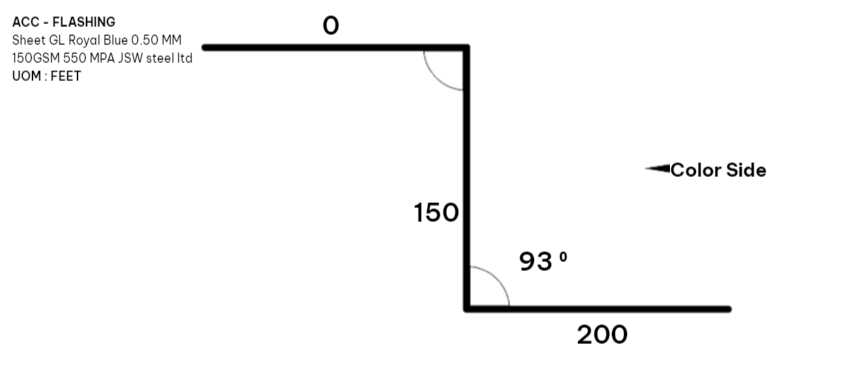 ACC - FLASHING
Sheet GL Royal Blue 0.50 MM
150GSM 550 MPA JSW steel ltd
UOM : FEET
0
Color Side
150
93 ⁰
200